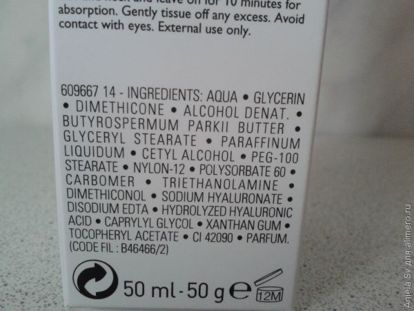 absorption. Gently tissue off any excess. Avoid
contact with eyes. External use only.
609667 14 - INGREDIENTS: AQUA • GLYCERIN
• DIMETHICONE • ALCOHOL DENAT. •
BUTYROSPERMUM PARKII BUTTER •
GLYCERYL STEARATE • PARAFFINUM
LIQUIDUM • CETYL ALCOHOL • PEG-100
STEARATE • NYLON-12 • POLYSORBATE 60 •
CARBOMER • TRIETHANOLAMINE •
DIMETHICONOL • SODIUM HYALURONATE •
DISODIUM EDTA • HYDROLYZED HYALURONIC
ACID • CAPRYLYL GLYCOL • XANTHAN GUM •
TOCOPHERYL ACETATE • CI 42090 • PARFUM.
(CODE FIL : B46466/2)
50 ml - 50 g e 12M